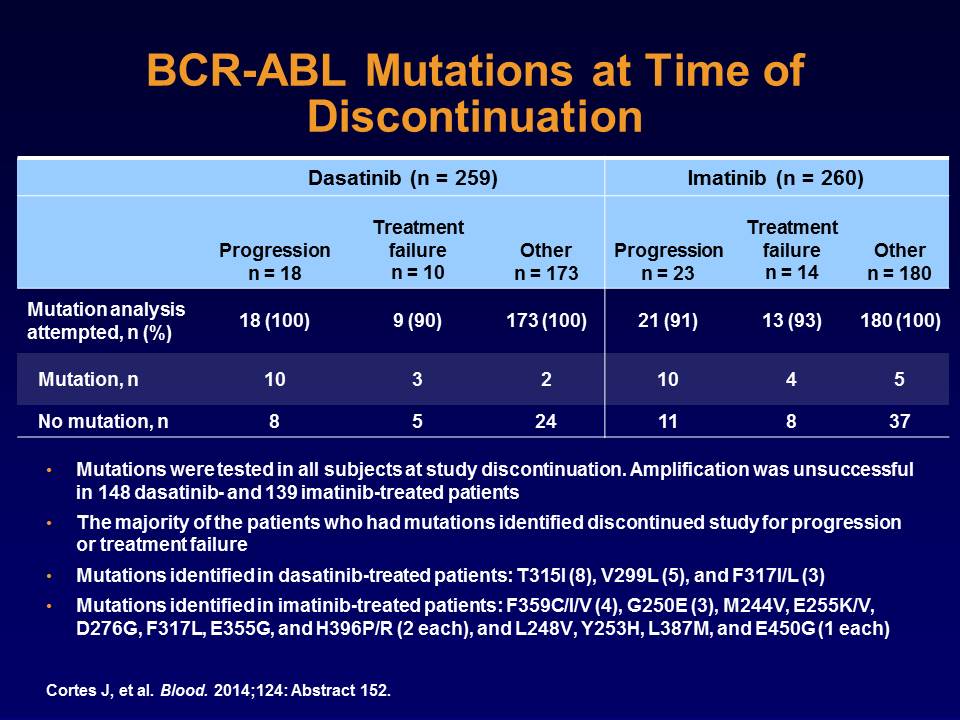 BCR-ABL Mutations at Time of
Discontinuation
Dasatinib (n = 259) Imatinib (n = 260)
Progression n = 18 Treatment failure n = 10 Other n = 173 Progression n = 23 Treatment failure n = 14 Other n = 180
Mutation analysis attempted, n (%) 18 (100) 9 (90) 173 (100) 21 (91) 13 (93) 180 (100)
Mutation, n 10 3 2 10 4 5
No mutation, n 8 5 24 11 8 37
• Mutations were tested in all subjects at study discontinuation. Amplification was unsuccessful
in 148 dasatinib- and 139 imatinib-treated patients
• The majority of the patients who had mutations identified discontinued study for progression
or treatment failure
• Mutations identified in dasatinib-treated patients: T315I (8), V299L (5), and F317I/L (3)
• Mutations identified in imatinib-treated patients: F359C/I/V (4), G250E (3), M244V, E255K/V,
D276G, F317L, E355G, and H396P/R (2 each), and L248V, Y253H, L387M, and E450G (1 each)
Cortes J, et al. Blood. 2014;124: Abstract 152.